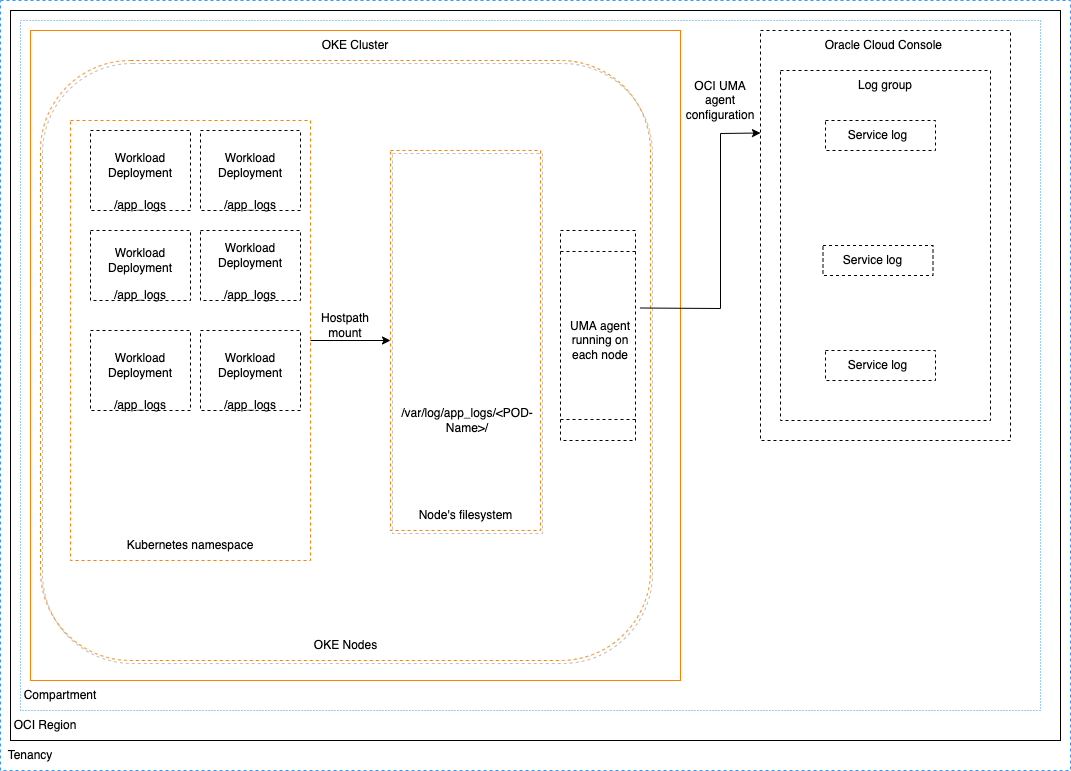 OKE Cluster
Oracle Cloud Console
OCI UMA
agent
configuration
Log group
Service log
Service log
Service log
Workload
Deployment
/app_logs
Workload
Deployment
/app_logs
Workload
Deployment
/app_logs
Workload
Deployment
/app_logs
Workload
Deployment
/app_logs
Workload
Deployment
/app_logs
Kubernetes namespace
Hostpath
mount
/var/log/app_logs/<POD-
Name>/
Node's filesystem
UMA agent
running on
each node
OKE Nodes
Compartment
OCI Region
Tenancy